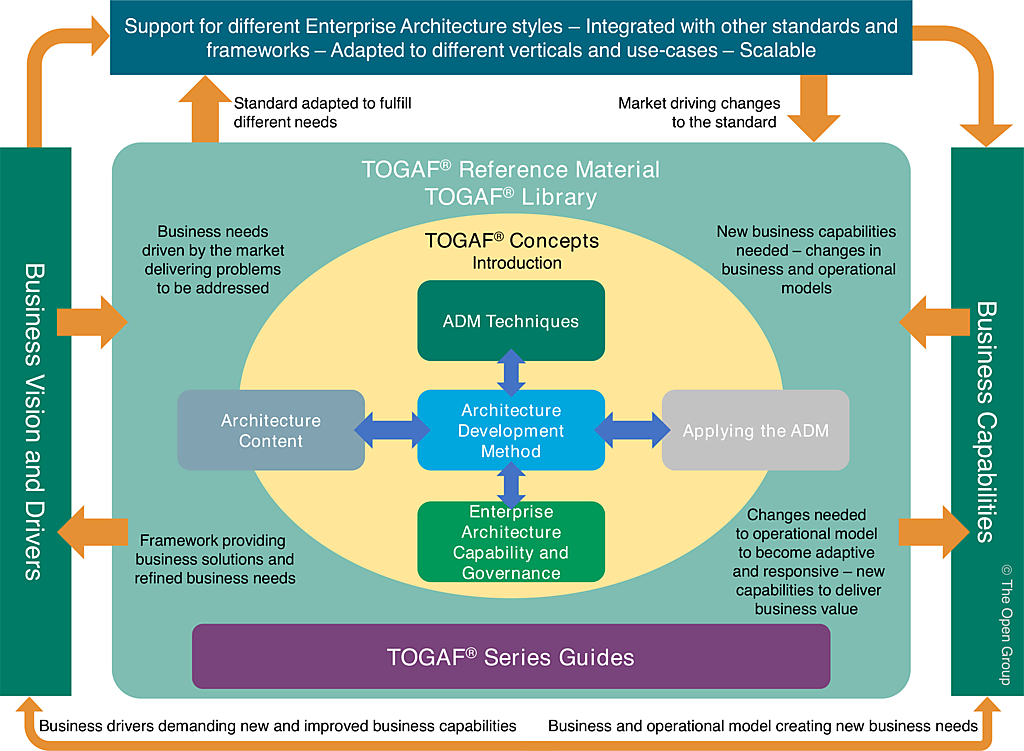 Support for different Enterprise Architecture styles – Integrated with other standards and
frameworks – Adapted to different verticals and use-cases – Scalable
Standard adapted to fulfill
different needs
Market driving changes
to the standard
TOGAF® Reference Material
TOGAF® Library
Business needs
driven by the market
delivering problems
to be addressed
TOGAF® Concepts
Introduction
New business capabilities
needed – changes in
business and operational
models
Business Vision and Drivers
ADM Techniques
Architecture
Content
Architecture
Development
Method
Applying the ADM
Business Capabilities
Enterprise
Architecture
Capability and
Governance
Framework providing
business solutions and
refined business needs
Changes needed
to operational model
to become adaptive
and responsive – new
capabilities to deliver
business value
© The Open Group
TOGAF® Series Guides
Business drivers demanding new and improved business capabilities
Business and operational model creating new business needs